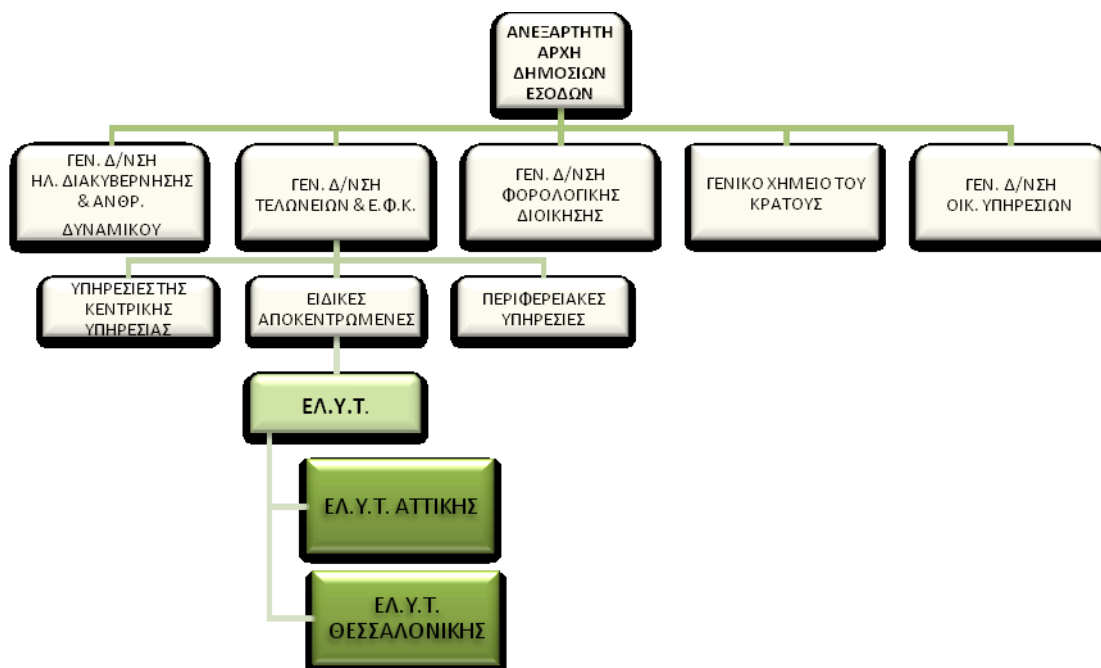 ΑΝΕΞΑΡΤΗΤΗ
ΑΡΧΗ
ΔΗΜΟΣΙΩΝ
ΕΣΟΔΩΝ
ΓΕΝ. Δ/ΝΣΗ
ΗΛ. ΔΙΑΚΥΒΕΡΝΗΣΗΣ
& ΑΝΘΡ.
ΔΥΝΑΜΙΚΟΥ
ΓΕΝ. Δ/ΝΣΗ
ΤΕΛΩΝΕΙΩΝ & Ε.Φ.Κ.
ΓΕΝ. Δ/ΝΣΗ
ΦΟΡΟΛΟΓΙΚΗΣ
ΔΙΟΙΚΗΣΗΣ
ΓΕΝΙΚΟ ΧΗΜΕΙΟ ΤΟΥ
ΚΡΑΤΟΥΣ
ΓΕΝ. Δ/ΝΣΗ
ΟΙΚ. ΥΠΗΡΕΣΙΩΝ
ΥΠΗΡΕΣΙΕΣ ΤΗΣ
ΚΕΝΤΡΙΚΗΣ
ΥΠΗΡΕΣΙΑΣ
ΕΙΔΙΚΕΣ
ΑΠΟΚΕΝΤΡΩΜΕΝΕΣ
ΠΕΡΙΦΕΡΕΙΑΚΕΣ
ΥΠΗΡΕΣΙΕΣ
ΕΛ.Υ.Τ.
ΕΛ.Υ.Τ. ΑΤΤΙΚΗΣ
ΕΛ.Υ.Τ.
ΘΕΣΣΑΛΟΝΙΚΗΣ